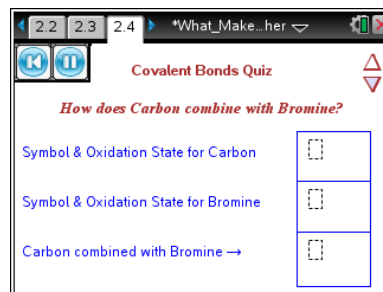 2.2 2.3 2.4 *What_Make...her
Covalent Bonds Quiz
How does Carbon combine with Bromine?
Symbol & Oxidation State for Carbon
Symbol & Oxidation State for Bromine
Carbon combined with Bromine →